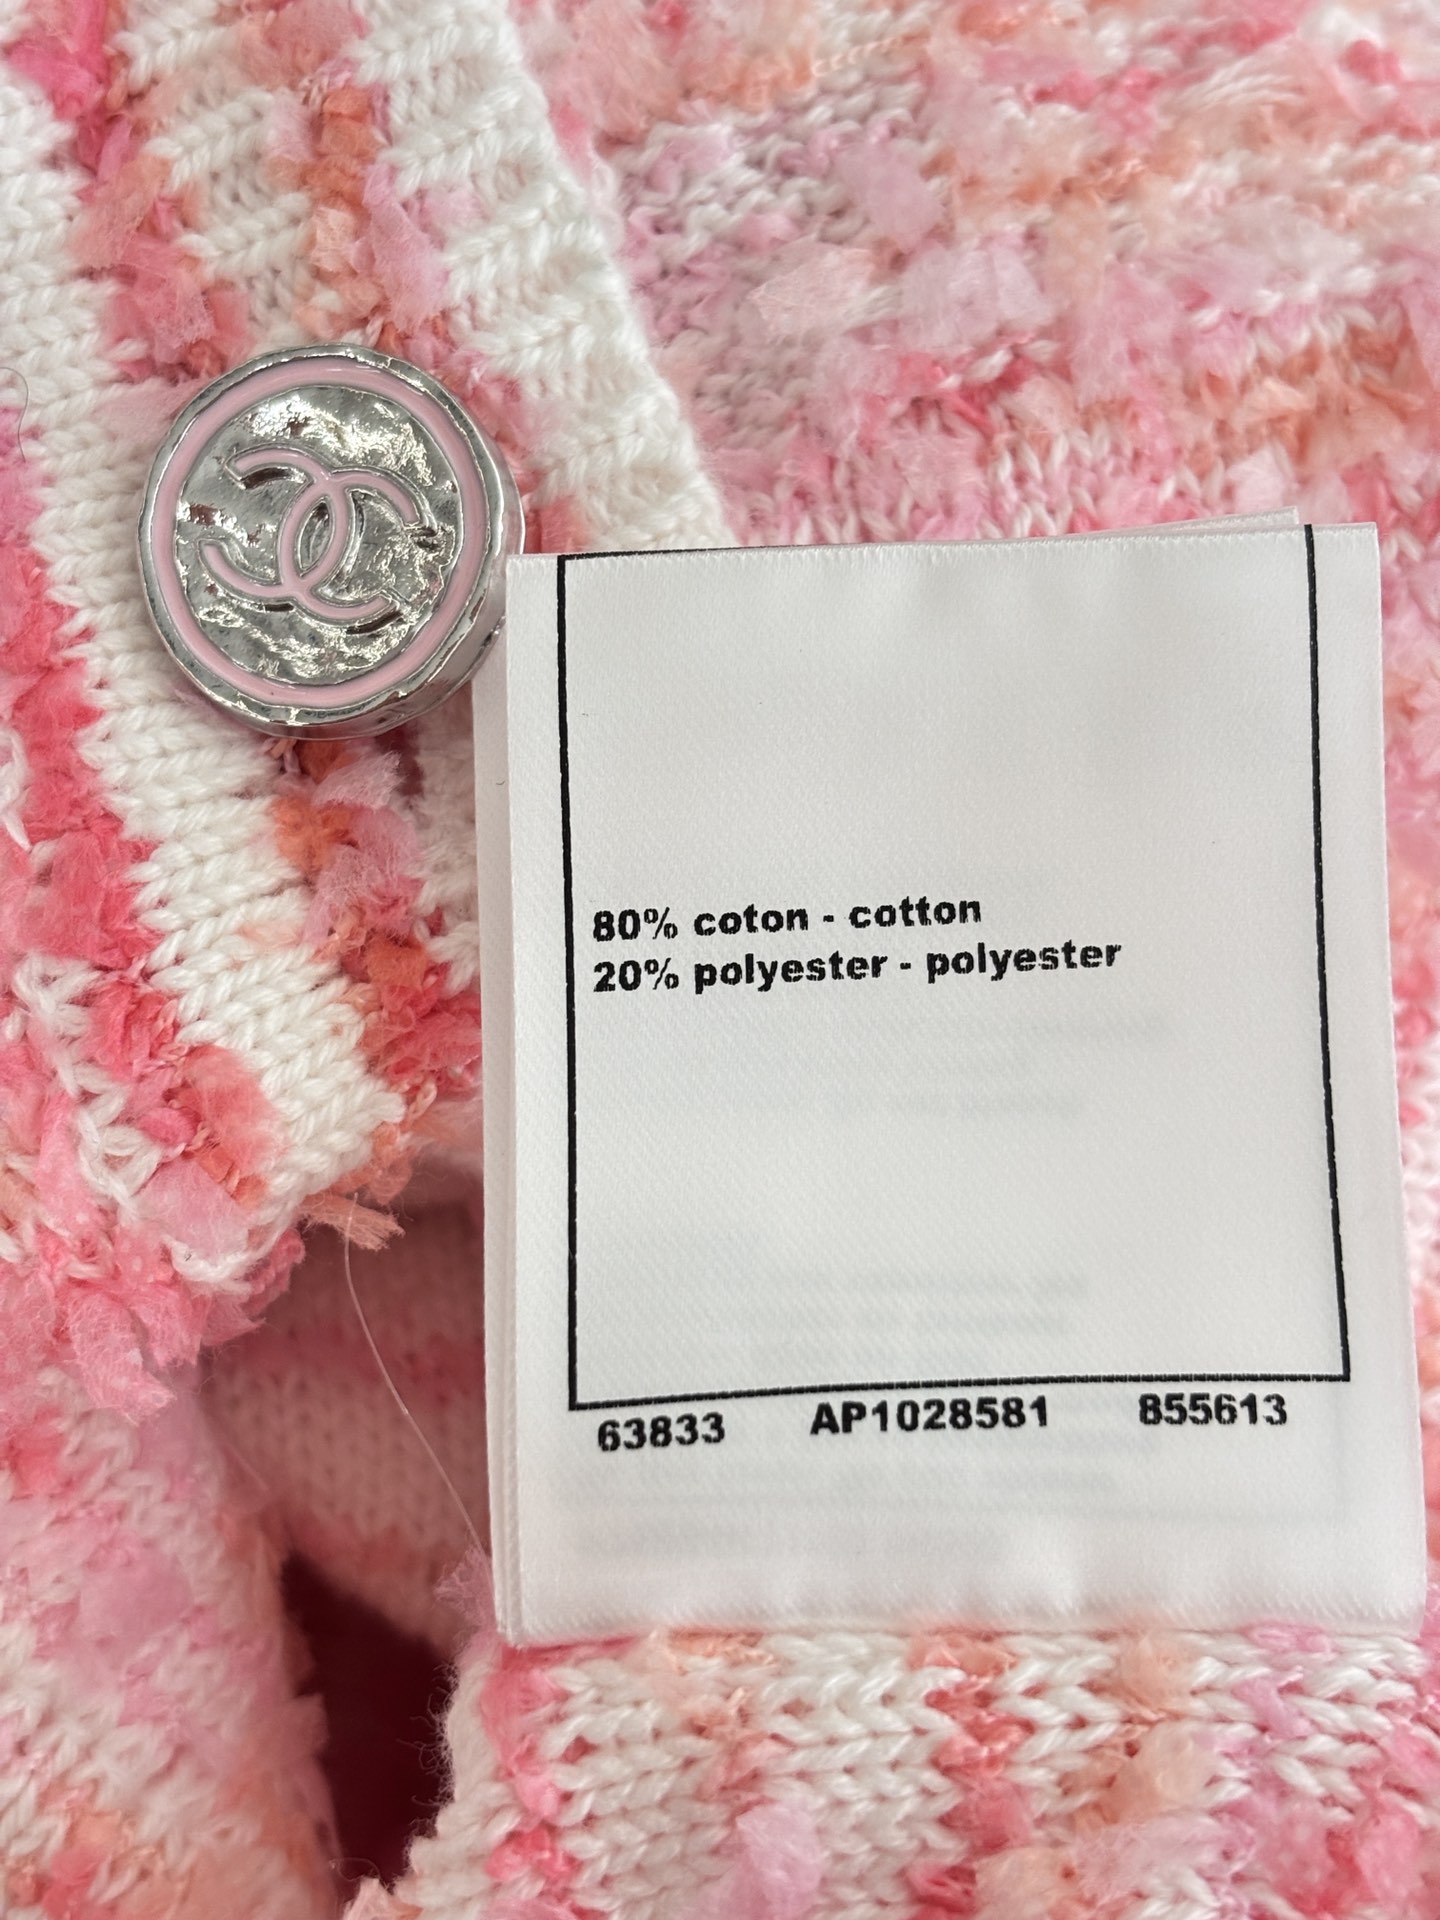 80% coton - cotton
20% polyester - polyester
63833 AP1028581 855613